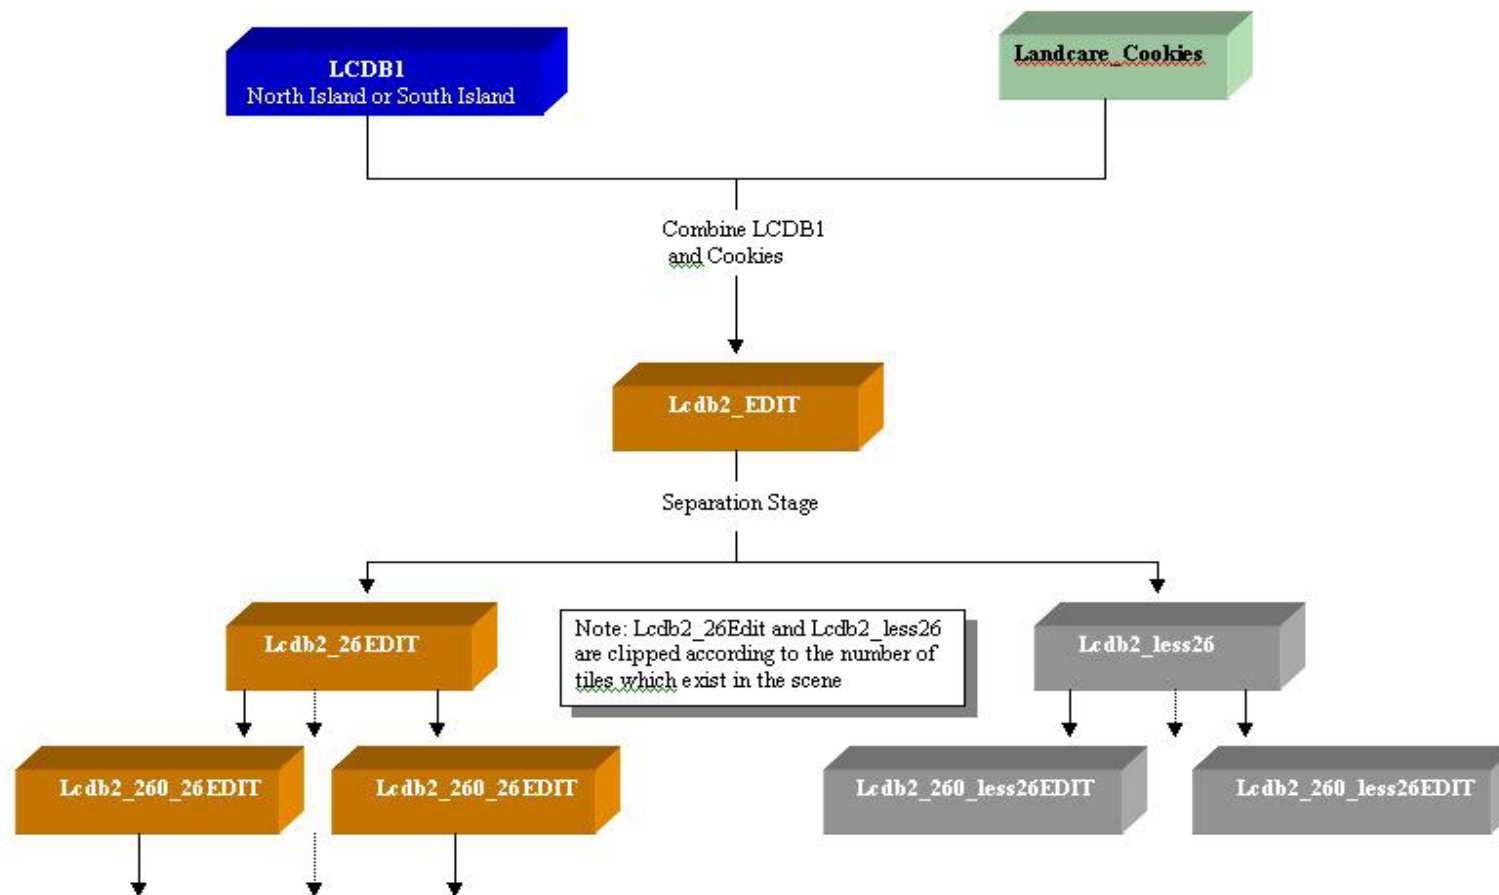 LCDB1
North Island or South Island
Landcare_Cookies
Combine LCDB1
and Cookies
Lcdb2_EDIT
Separation Stage
Lcdb2_26EDIT
Note: Lcdb2_26Edit and Lcdb2_less26
are clipped according to the number of
tiles which exist in the scene
Lcdb2_less26
Lcdb2_260_26EDIT
Lcdb2_260_26EDIT
Lcdb2_260_less26EDIT
Lcdb2_260_less26EDIT